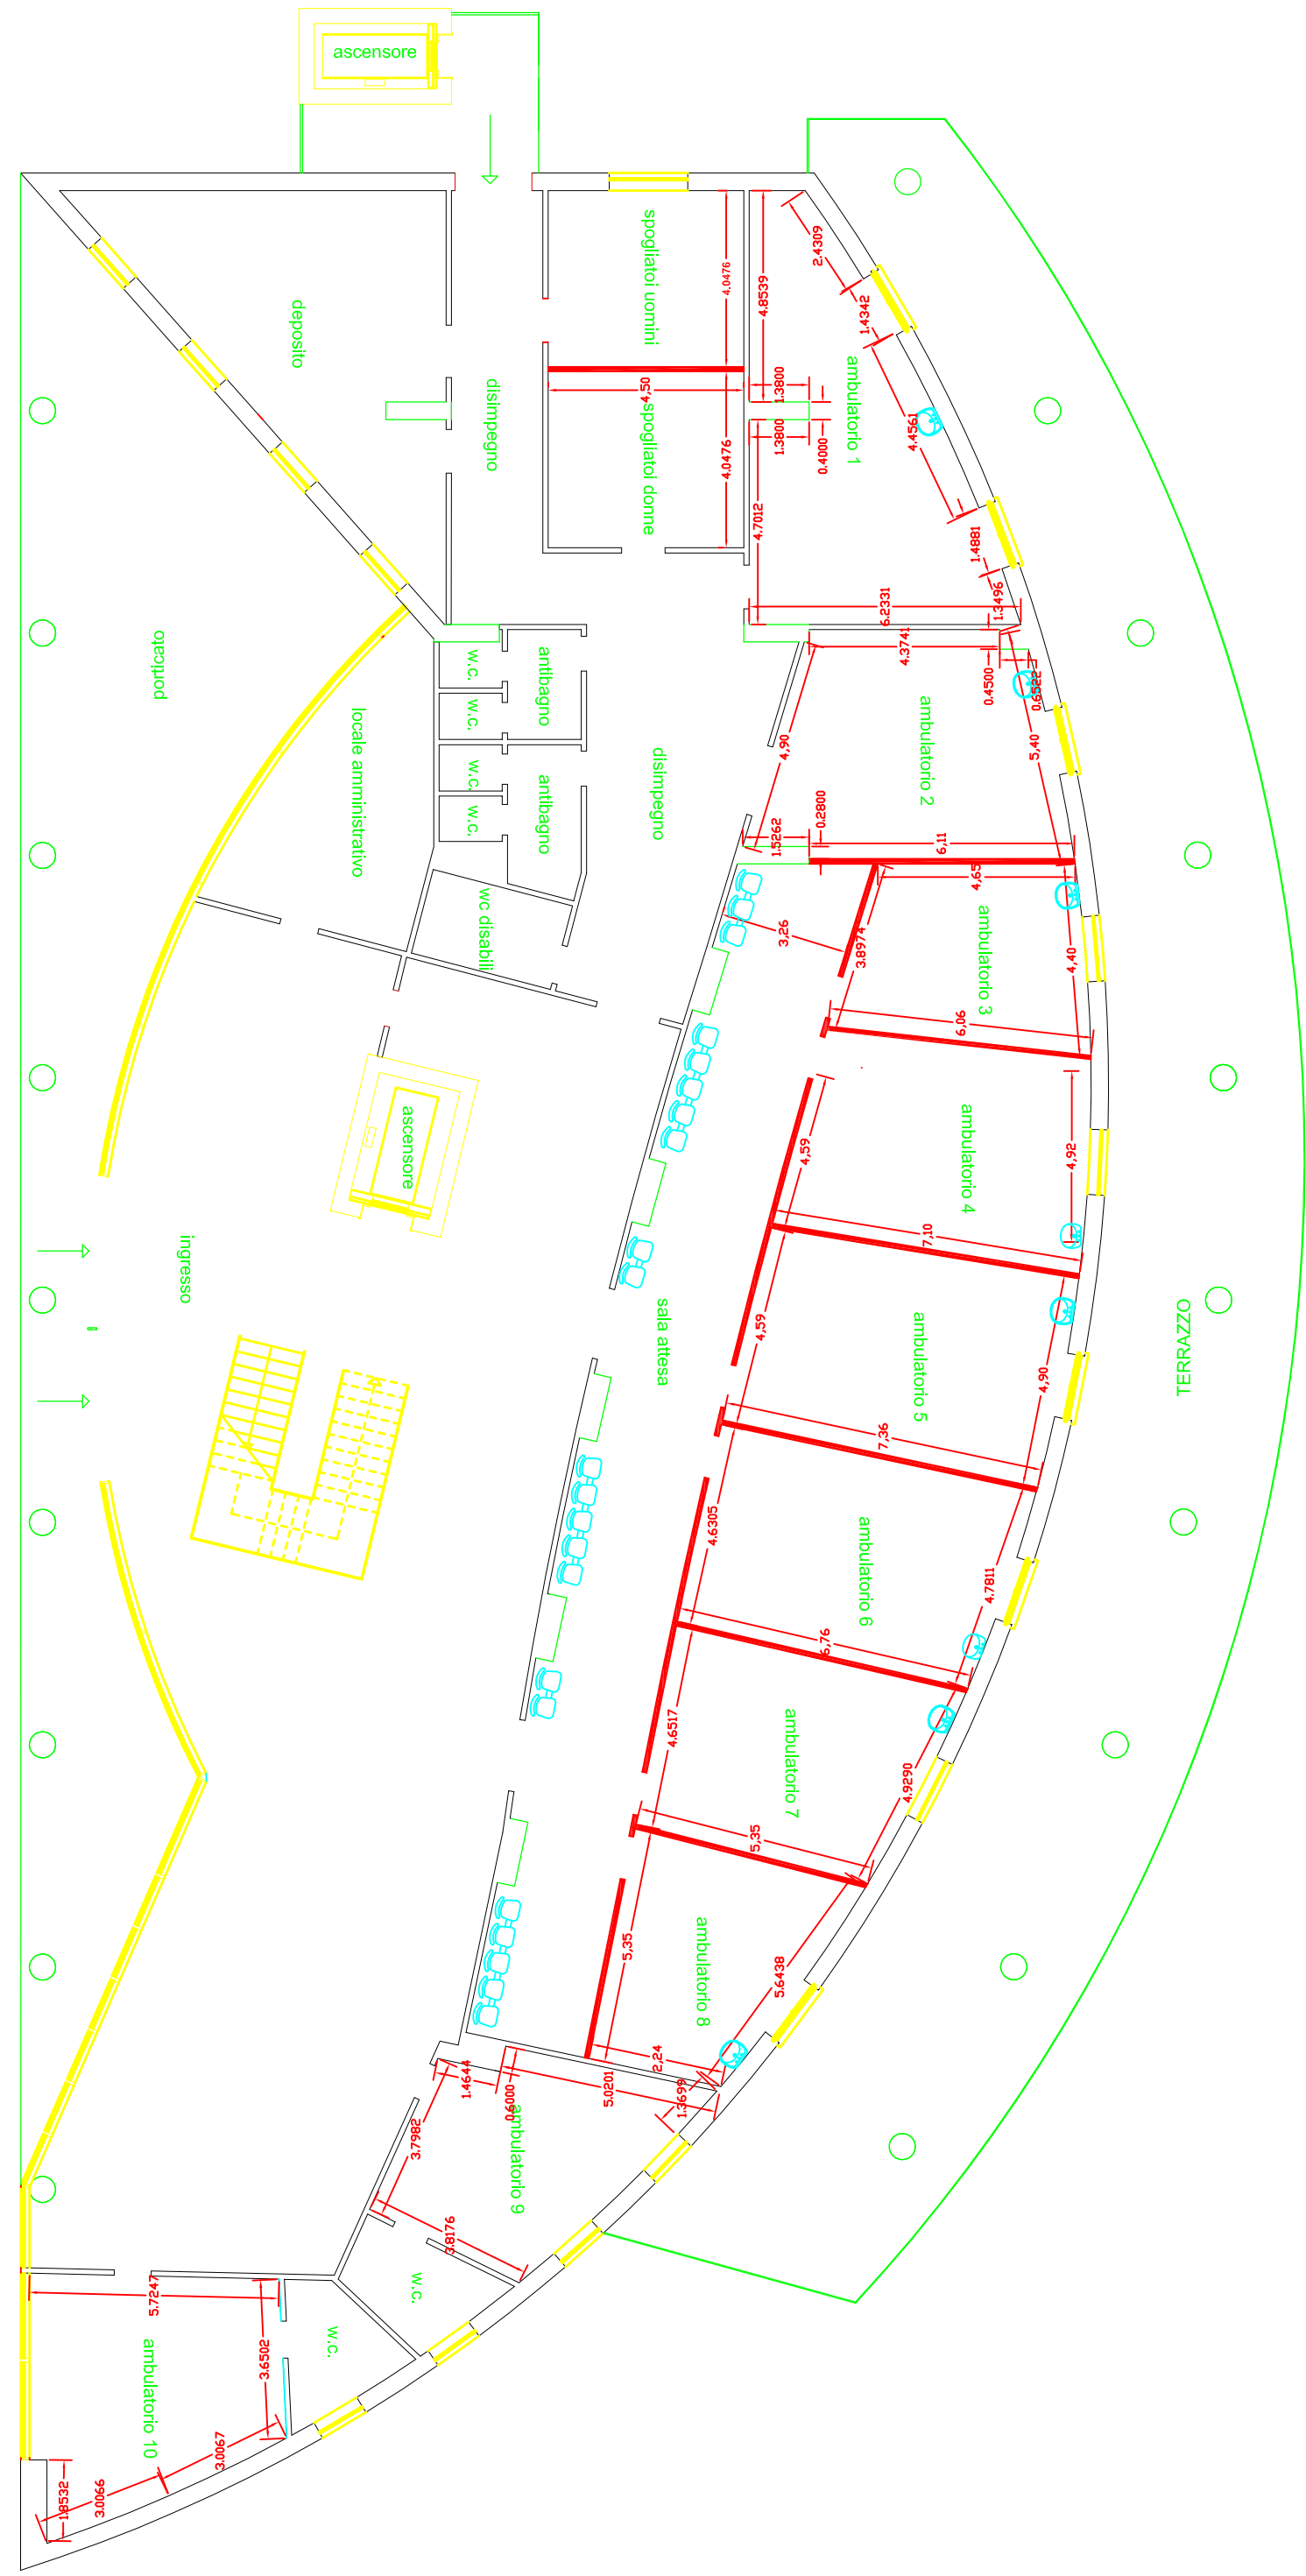 ascensore
spogliatoi uomini
4.0476
4.8539
2.4309
1.4342
deposito
disimpegno
4,50
spogliatoi donne
4.0476
1.3800
1.3800
0.4000
ambulatorio 1
4.4561
4.7012
1.4881
1.3496
6.2331
4.3741
0.4500
0.6522
porticato
locale amministrativo
w.c.
w.c.
w.c.
w.c.
antibagno
antibagno
disimpegno
4,90
ambulatorio 2
5,40
1.5262
0.2800
6,11
4,65
wc disabili
3,26
3.8974
ambulatorio 3
4,40
6,06
ascensore
4,59
ambulatorio 4
4,92
7,10
ingresso
sala attesa
4,59
ambulatorio 5
4,90
TERRAZZO
7,36
4.6305
ambulatorio 6
4.7811
6,76
4.6517
ambulatorio 7
4.9290
5,35
5,35
ambulatorio 8
5.6438
2,24
1.4644
0.6000
5.0201
1.3699
3.7982
ambulatorio 9
3.8176
w.c.
w.c.
5.7247
3.6502
ambulatorio 10
3.0067
3.0066
1.8532